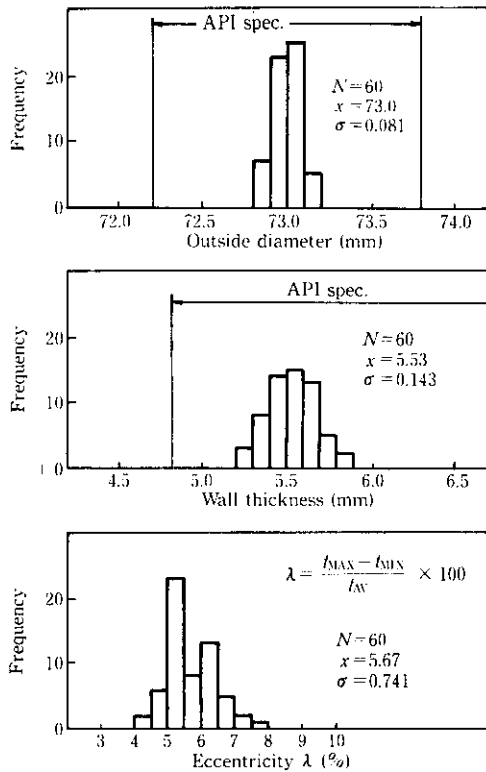 API spec.
Frequency
20
10
0
N=60
x=73.0
σ=0.081
72.0 72.5 73.0 73.5 74.0
Outside diameter (mm)
API spec.
Frequency
20
10
0
N=60
x=5.53
σ=0.143
4.5 5.0 5.5 6.0 6.5
Wall thickness (mm)
Frequency
20
10
0
λ = (tMAX − tMIN) / tAV × 100
N=60
x=5.67
σ=0.741
3 4 5 6 7 8 9 10
Eccentricity λ (%)